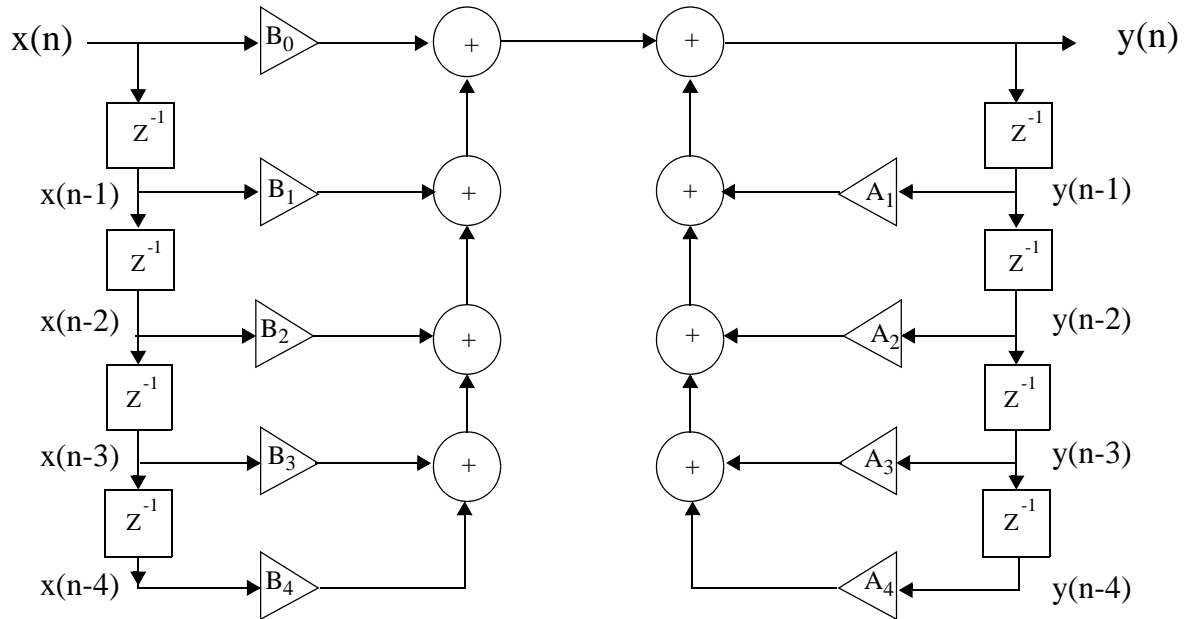 x(n) B₀ + + y(n)
Z⁻¹ Z⁻¹
x(n-1) B₁ + + A₁ y(n-1)
Z⁻¹ Z⁻¹
x(n-2) B₂ + + A₂ y(n-2)
Z⁻¹ Z⁻¹
x(n-3) B₃ + + A₃ y(n-3)
Z⁻¹ Z⁻¹
x(n-4) B₄ A₄ y(n-4)